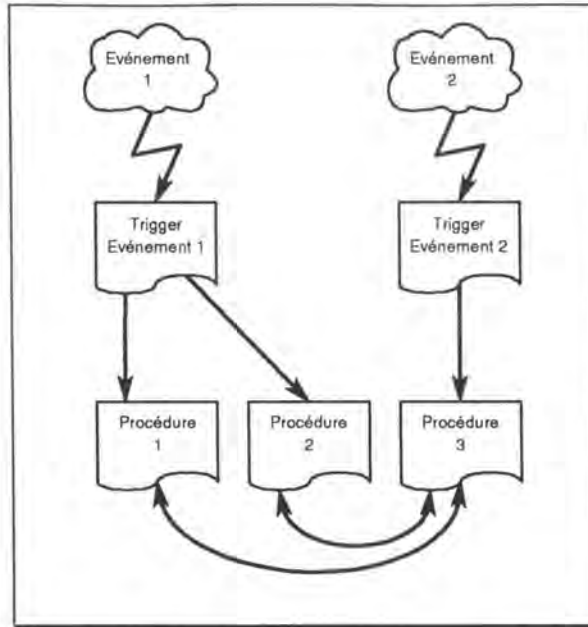 Evénement
1
Evénement
2
Trigger
Evénement 1
Trigger
Evénement 2
Procédure
1
Procédure
2
Procédure
3